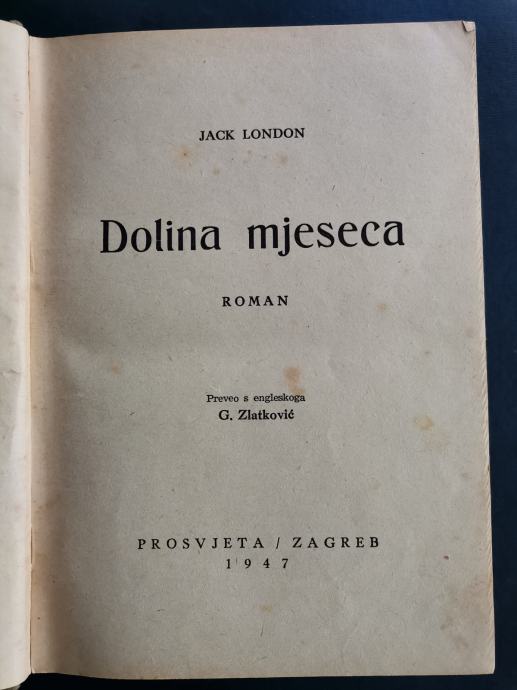 JACK LONDON
Dolina mjeseca
ROMAN
Preveo s engleskoga
G. Zlatković
PROSVJETA / ZAGREB
1947